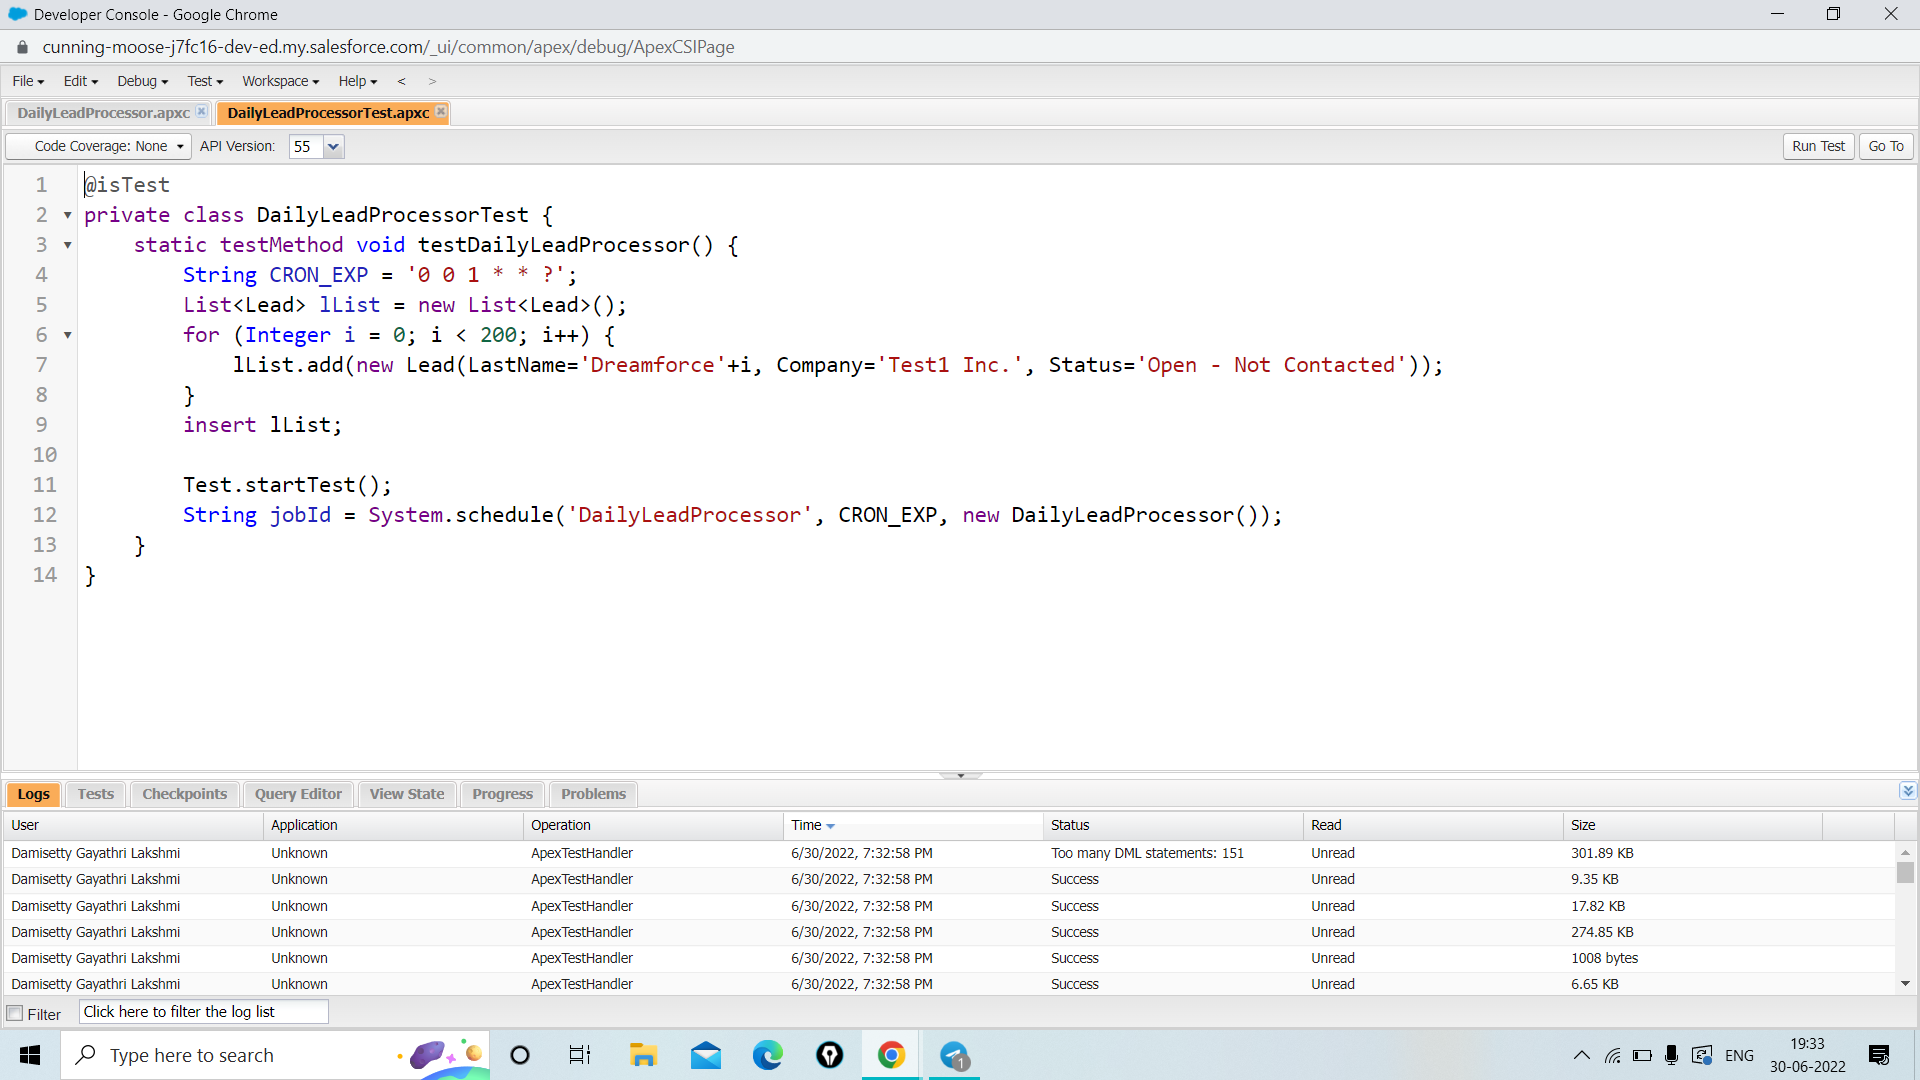 Developer Console - Google Chrome
cunning-moose-j7fc16-dev-ed.my.salesforce.com/_ui/common/apex/debug/ApexCSIPage
File Edit Debug Test Workspace Help < >
DailyLeadProcessor.apxc DailyLeadProcessorTest.apxc
Code Coverage: None API Version: 55 Run Test Go To
1 @isTest
2 private class DailyLeadProcessorTest {
3 static testMethod void testDailyLeadProcessor() {
4 String CRON_EXP = '0 0 1 * * ?';
5 List<Lead> lList = new List<Lead>();
6 for (Integer i = 0; i < 200; i++) {
7 lList.add(new Lead(LastName='Dreamforce'+i, Company='Test1 Inc.', Status='Open - Not Contacted'));
8 }
9 insert lList;
10
11 Test.startTest();
12 String jobId = System.schedule('DailyLeadProcessor', CRON_EXP, new DailyLeadProcessor());
13 }
14 }
Logs Tests Checkpoints Query Editor View State Progress Problems
User Application Operation Time Status Read Size
Damisetty Gayathri Lakshmi Unknown ApexTestHandler 6/30/2022, 7:32:58 PM Too many DML statements: 151 Unread 301.89 KB
Damisetty Gayathri Lakshmi Unknown ApexTestHandler 6/30/2022, 7:32:58 PM Success Unread 9.35 KB
Damisetty Gayathri Lakshmi Unknown ApexTestHandler 6/30/2022, 7:32:58 PM Success Unread 17.82 KB
Damisetty Gayathri Lakshmi Unknown ApexTestHandler 6/30/2022, 7:32:58 PM Success Unread 274.85 KB
Damisetty Gayathri Lakshmi Unknown ApexTestHandler 6/30/2022, 7:32:58 PM Success Unread 1008 bytes
Damisetty Gayathri Lakshmi Unknown ApexTestHandler 6/30/2022, 7:32:58 PM Success Unread 6.65 KB
Filter Click here to filter the log list
Type here to search 1 ENG 19:33
30-06-2022